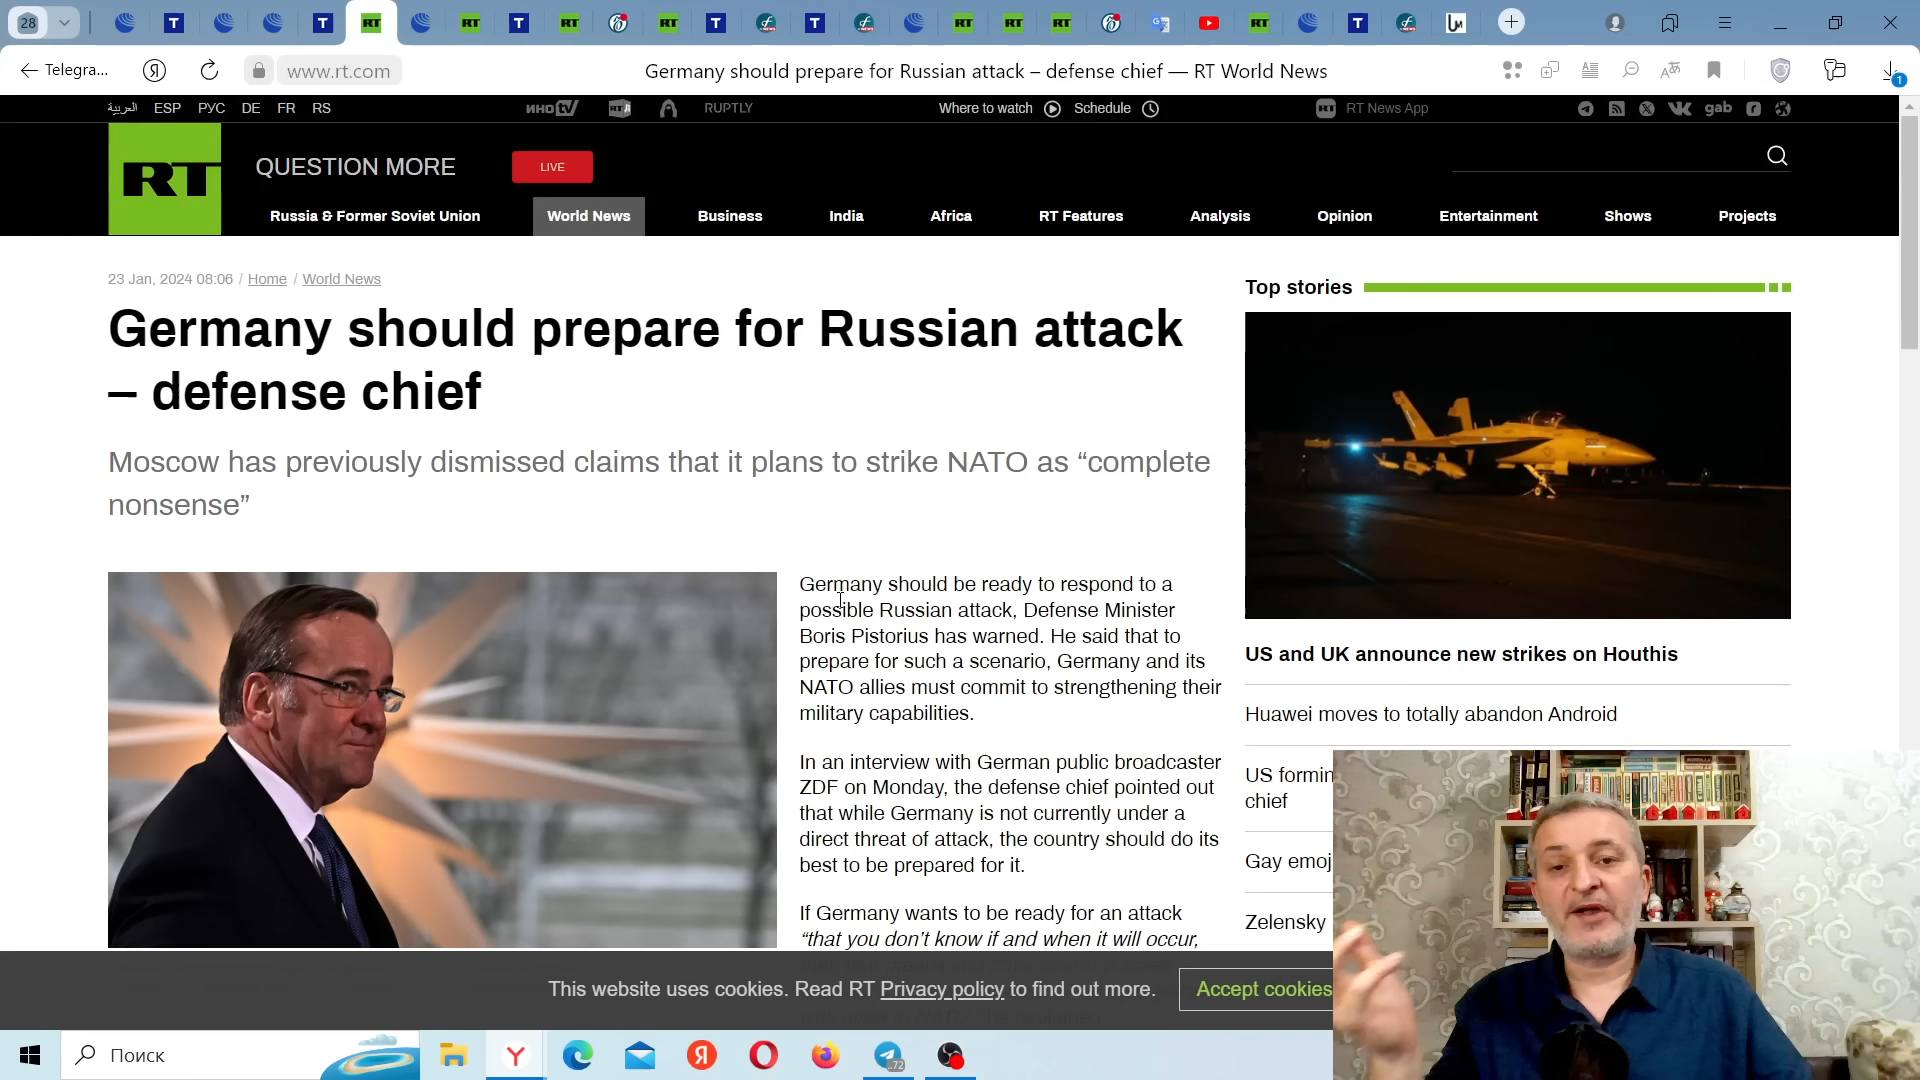 28
Telegra...
www.rt.com
Germany should prepare for Russian attack – defense chief — RT World News
1
العربية ESP РУС DE FR RS
ИНОTV
RUPTLY
Where to watch
Schedule
RT News App
gab
RT
QUESTION MORE
LIVE
Russia & Former Soviet Union
World News
Business
India
Africa
RT Features
Analysis
Opinion
Entertainment
Shows
Projects
23 Jan, 2024 08:06 / Home / World News
Germany should prepare for Russian attack
– defense chief
Moscow has previously dismissed claims that it plans to strike NATO as “complete
nonsense”
Germany should be ready to respond to a
possible Russian attack, Defense Minister
Boris Pistorius has warned. He said that to
prepare for such a scenario, Germany and its
NATO allies must commit to strengthening their
military capabilities.
In an interview with German public broadcaster
ZDF on Monday, the defense chief pointed out
that while Germany is not currently under a
direct threat of attack, the country should do its
best to be prepared for it.
If Germany wants to be ready for an attack
“that you don’t know if and when it will occur,
Top stories
US and UK announce new strikes on Houthis
Huawei moves to totally abandon Android
US formin
chief
Gay emoj
Zelensky
This website uses cookies. Read RT Privacy policy to find out more.
Accept cookies
Поиск
72